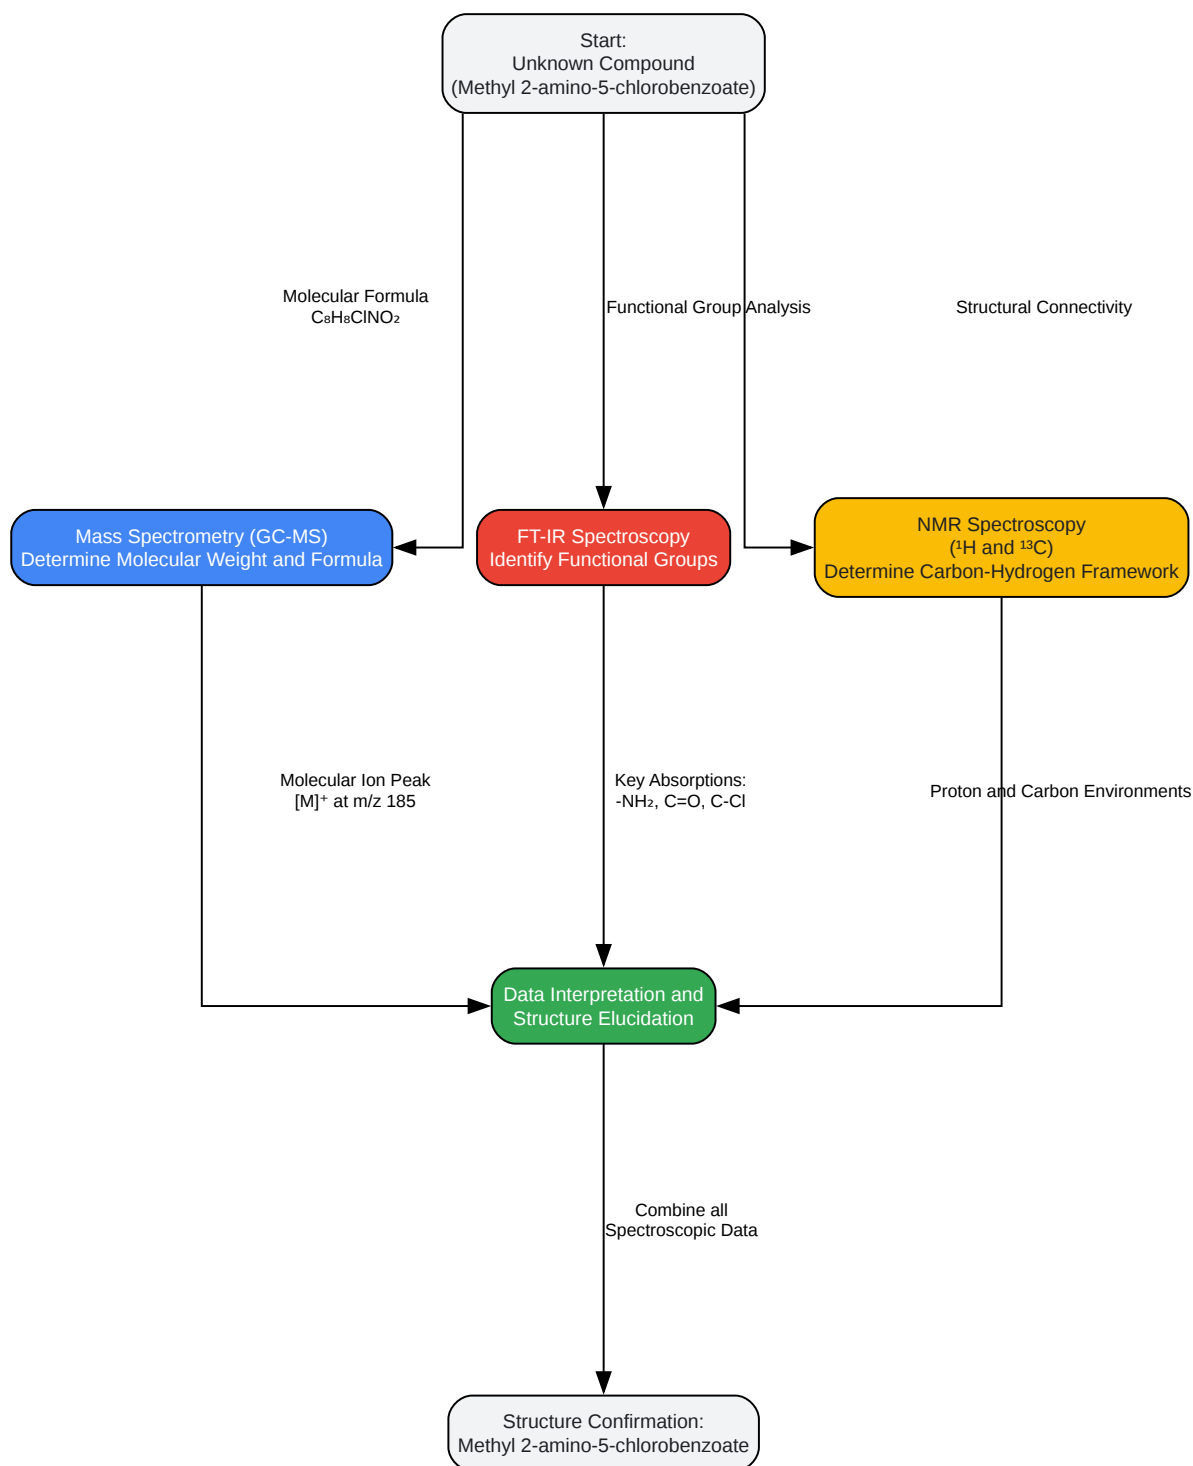 Start:
Unknown Compound
(Methyl 2-amino-5-chlorobenzoate)
Molecular Formula
C₈H₈ClNO₂
Functional Group Analysis
Structural Connectivity
Mass Spectrometry (GC-MS)
Determine Molecular Weight and Formula
FT-IR Spectroscopy
Identify Functional Groups
NMR Spectroscopy
(¹H and ¹³C)
Determine Carbon-Hydrogen Framework
Molecular Ion Peak
[M]⁺ at m/z 185
Key Absorptions:
-NH₂, C=O, C-Cl
Proton and Carbon Environments
Data Interpretation and
Structure Elucidation
Combine all
Spectroscopic Data
Structure Confirmation:
Methyl 2-amino-5-chlorobenzoate